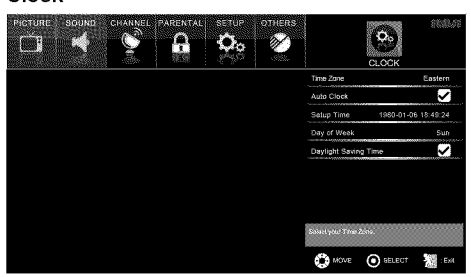 CLOCK
PICTURE SOUND CHANNEL PARENTAL SETUP OTHERS
CLOCK
Time Zone Eastern
Auto Clock
Setup Time 1980-01-06 18:49:24
Day of Week Sun
Daylight Saving Time
Select your Time Zone.
MOVE SELECT : Exit